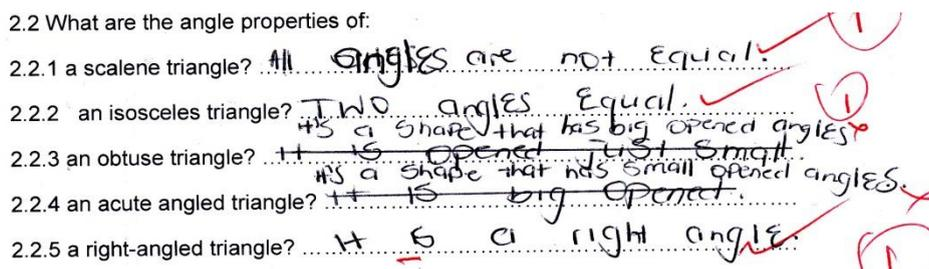 2.2 What are the angle properties of:
2.2.1 a scalene triangle? All angles are not Equal.
1
2.2.2 an isosceles triangle? Two angles Equal.
1
It's a shape that has big opened angles
2.2.3 an obtuse triangle? It is opened just small
It's a shape that has small opened angles.
2.2.4 an acute angled triangle? It is big opened.
2.2.5 a right-angled triangle? It is a right angle.
1